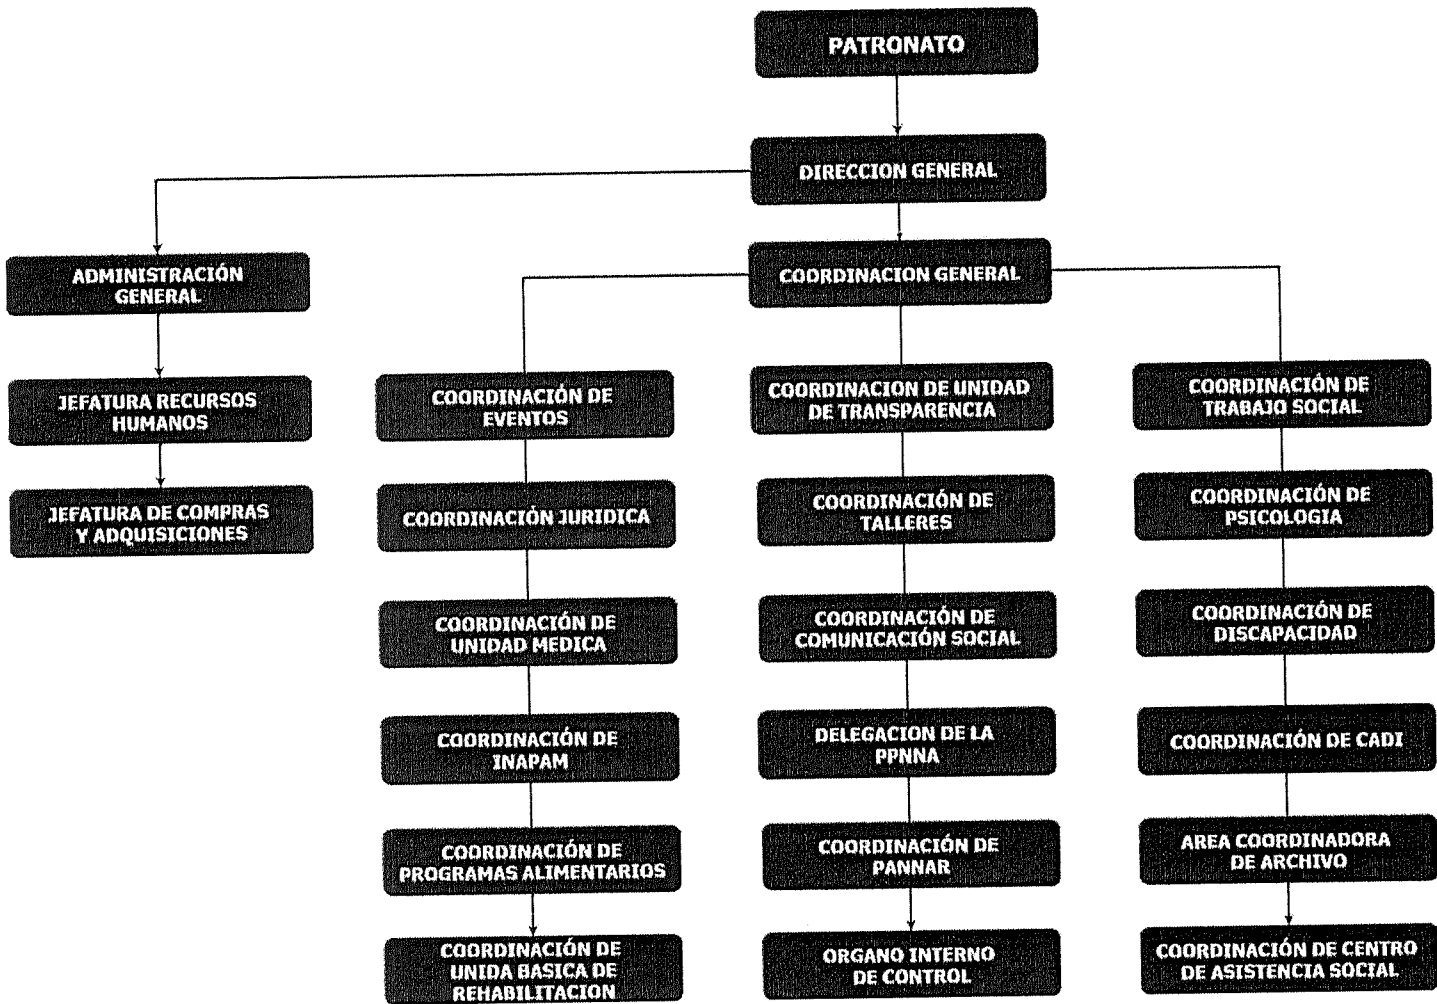 PATRONATO
DIRECCION GENERAL
ADMINISTRACIÓN
GENERAL
COORDINACION GENERAL
JEFATURA RECURSOS
HUMANOS
COORDINACIÓN DE
EVENTOS
COORDINACION DE UNIDAD
DE TRANSPARENCIA
COORDINACIÓN DE
TRABAJO SOCIAL
JEFATURA DE COMPRAS
Y ADQUISICIONES
COORDINACIÓN JURIDICA
COORDINACIÓN DE
TALLERES
COORDINACIÓN DE
PSICOLOGIA
COORDINACIÓN DE
UNIDAD MEDICA
COORDINACIÓN DE
COMUNICACIÓN SOCIAL
COORDINACIÓN DE
DISCAPACIDAD
COORDINACIÓN DE
INAPAM
DELEGACION DE LA
PPNNA
COORDINACIÓN DE CADI
COORDINACIÓN DE
PROGRAMAS ALIMENTARIOS
COORDINACIÓN DE
PANNAR
AREA COORDINADORA
DE ARCHIVO
COORDINACIÓN DE
UNIDA BASICA DE
REHABILITACION
ORGANO INTERNO
DE CONTROL
COORDINACIÓN DE CENTRO
DE ASISTENCIA SOCIAL